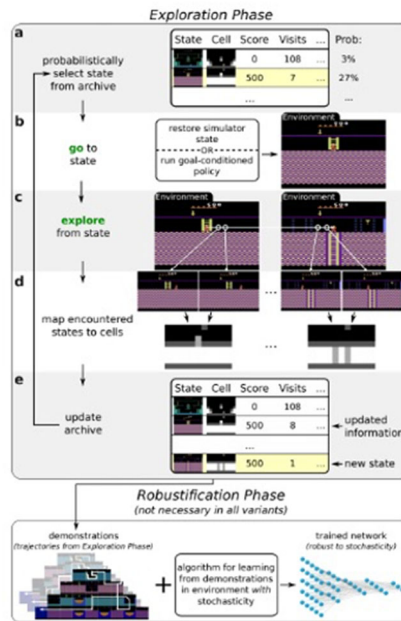 Exploration Phase
a
State Cell Score Visits ... Prob:
probabilistically
select state
from archive
0 108 3%
500 7 ... 27%
... ...
b
go to
state
restore simulator
state
OR
run goal-conditioned
policy
Environment
c
explore
from state
Environment
Environment
d
map encountered
states to cells
...
...
e
update
archive
State Cell Score Visits ...
0 108
500 8 ...
...
500 1 ...
updated
information
new state
Robustification Phase
(not necessary in all variants)
demonstrations
(trajectories from Exploration Phase)
+
algorithm for learning
from demonstrations
in environment with
stochasticity
trained network
(robust to stochasticity)